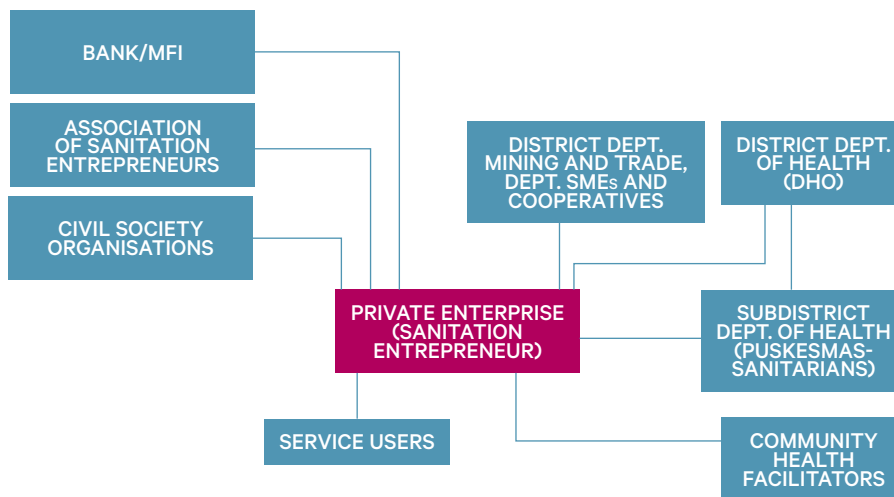 BANK/MFI
ASSOCIATION
OF SANITATION
ENTREPRENEURS
CIVIL SOCIETY
ORGANISATIONS
DISTRICT DEPT.
MINING AND TRADE,
DEPT. SMEs AND
COOPERATIVES
DISTRICT DEPT.
OF HEALTH
(DHO)
PRIVATE ENTERPRISE
(SANITATION
ENTREPRENEUR)
SUBDISTRICT
DEPT. OF HEALTH
(PUSKESMAS-
SANITARIANS)
SERVICE USERS
COMMUNITY
HEALTH
FACILITATORS